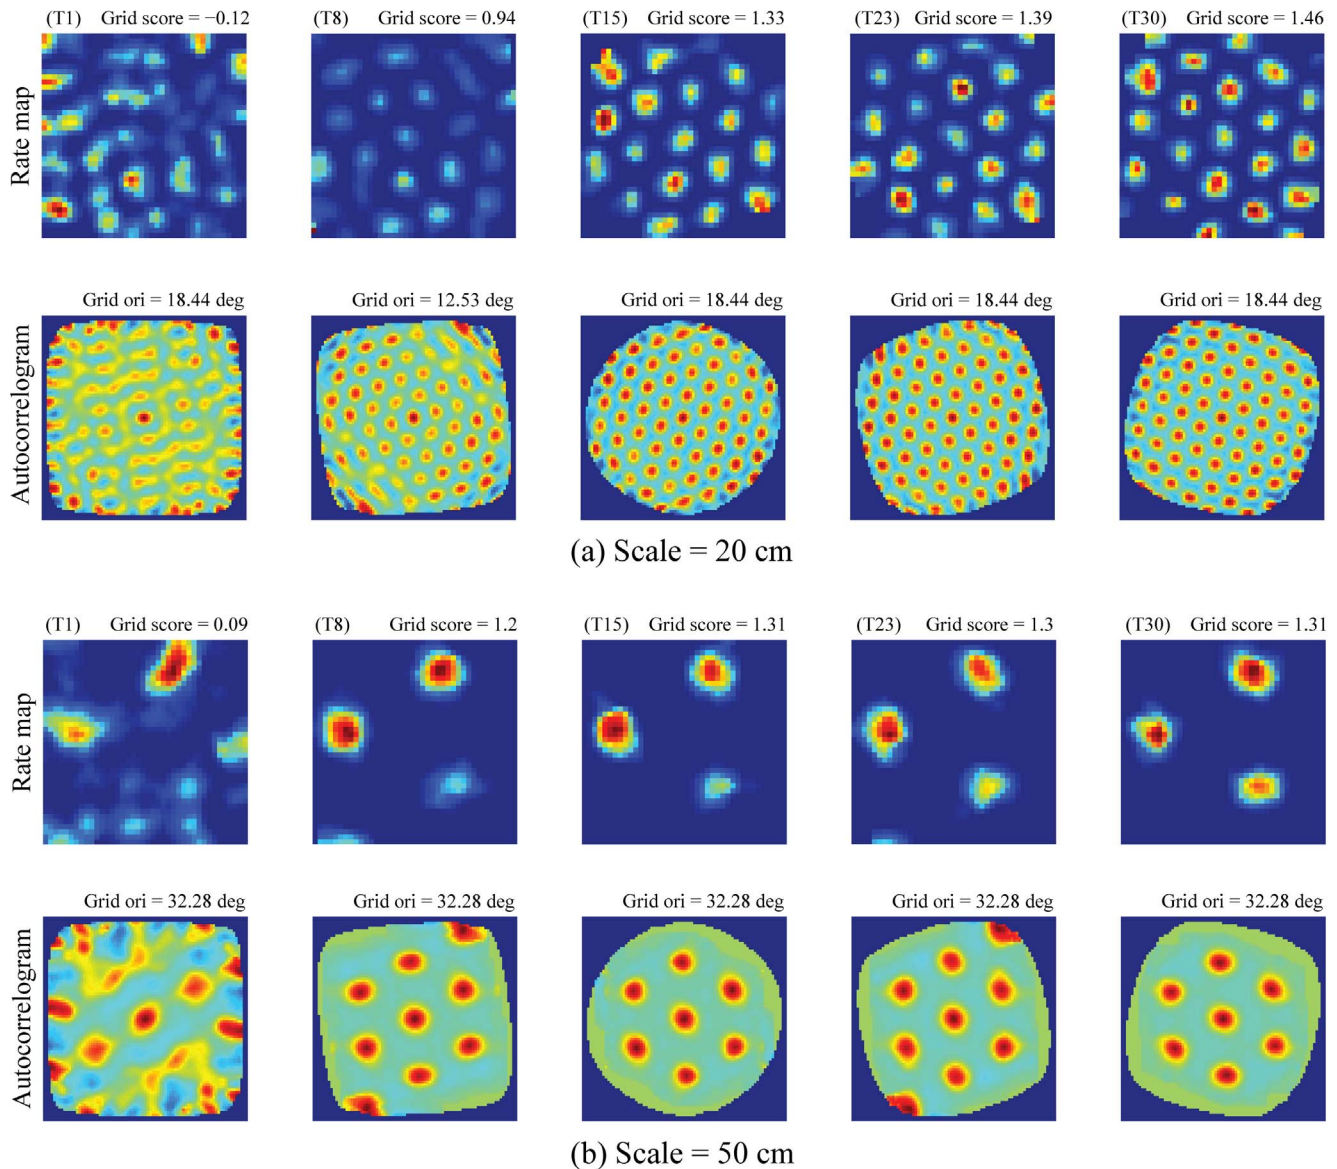 (T1) Grid score = −0.12 (T8) Grid score = 0.94 (T15) Grid score = 1.33 (T23) Grid score = 1.39 (T30) Grid score = 1.46
Rate map
Grid ori = 18.44 deg Grid ori = 12.53 deg Grid ori = 18.44 deg Grid ori = 18.44 deg Grid ori = 18.44 deg
Autocorrelogram
(a) Scale = 20 cm
(T1) Grid score = 0.09 (T8) Grid score = 1.2 (T15) Grid score = 1.31 (T23) Grid score = 1.3 (T30) Grid score = 1.31
Rate map
Grid ori = 32.28 deg Grid ori = 32.28 deg Grid ori = 32.28 deg Grid ori = 32.28 deg Grid ori = 32.28 deg
Autocorrelogram
(b) Scale = 50 cm